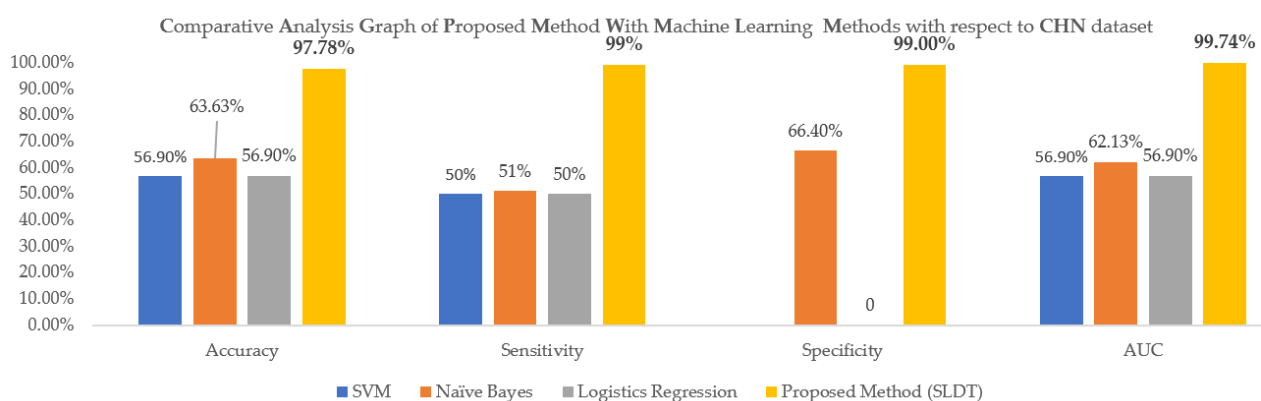 Comparative Analysis Graph of Proposed Method With Machine Learning Methods with respect to CHN dataset
97.78% 99% 99.00% 99.74%
100.00%
90.00%
80.00%
70.00%
60.00%
50.00%
40.00%
30.00%
20.00%
10.00%
0.00%
56.90% 63.63% 56.90%
50% 51% 50%
66.40% 0
56.90% 62.13% 56.90%
Accuracy Sensitivity Specificity AUC
SVM Naïve Bayes Logistics Regression Proposed Method (SLDT)